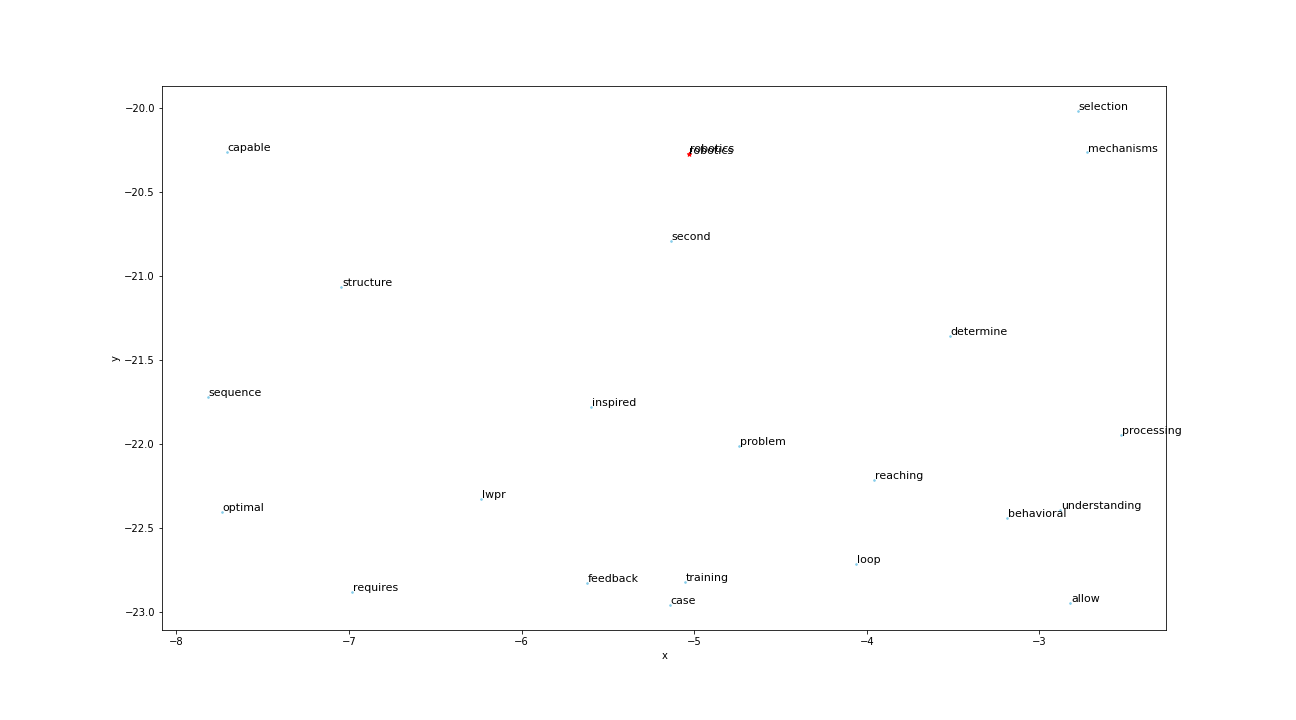 selection
−20.0
capable
robotics
robotics
mechanisms
−20.5
second
−21.0
structure
determine
y
−21.5
sequence
inspired
processing
problem
−22.0
reaching
lwpr
optimal
understanding
behavioral
−22.5
loop
feedback
training
requires
case
allow
−23.0
−8
−7
−6
−5
−4
−3
x